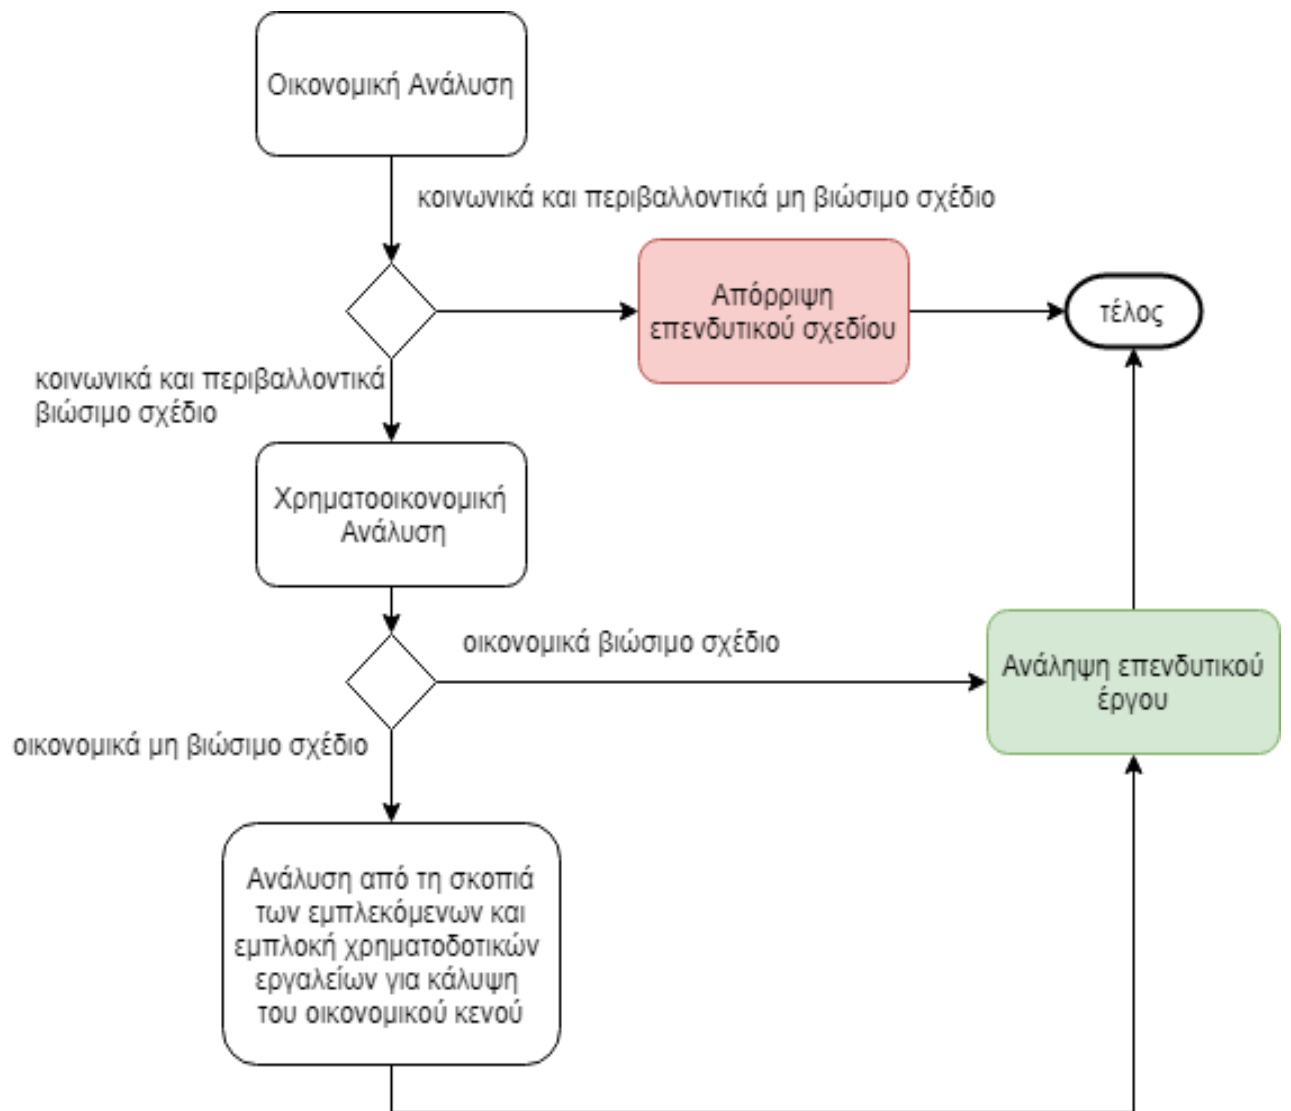 Οικονομική Ανάλυση
κοινωνικά και περιβαλλοντικά μη βιώσιμο σχέδιο
Απόρριψη
επενδυτικού σχεδίου
τέλος
κοινωνικά και περιβαλλοντικά
βιώσιμο σχέδιο
Χρηματοοικονομική
Ανάλυση
οικονομικά βιώσιμο σχέδιο
Ανάληψη επενδυτικού
έργου
οικονομικά μη βιώσιμο σχέδιο
Ανάλυση από τη σκοπιά
των εμπλεκόμενων και
εμπλοκή χρηματοδοτικών
εργαλείων για κάλυψη
του οικονομικού κενού